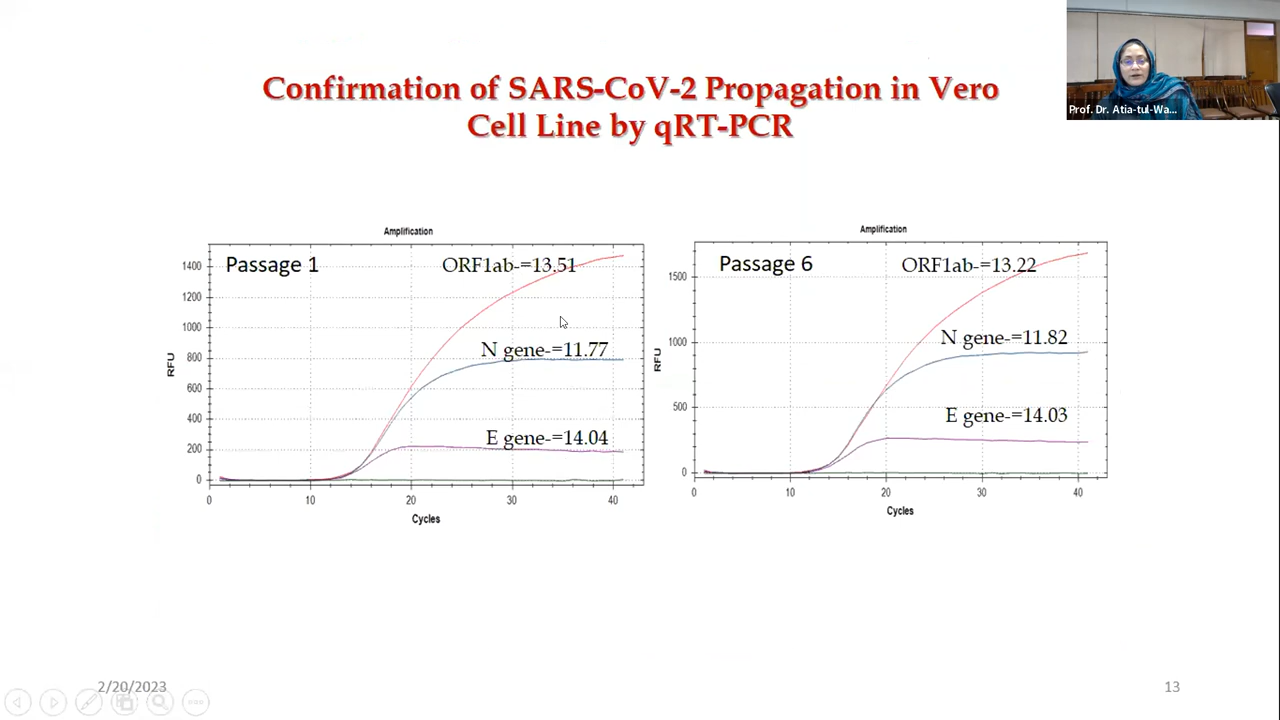 Confirmation of SARS-CoV-2 Propagation in Vero
Cell Line by qRT-PCR
Prof. Dr. Atia-tul-Wa...
Amplification
Passage 1
ORF1ab-=13.51
N gene-=11.77
E gene-=14.04
RFU
1400
1200
1000
800
600
400
200
0
0 10 20 30 40
Cycles
Amplification
Passage 6
ORF1ab-=13.22
N gene-=11.82
E gene-=14.03
RFU
1500
1000
500
0
0 10 20 30 40
Cycles
2/20/2023
13